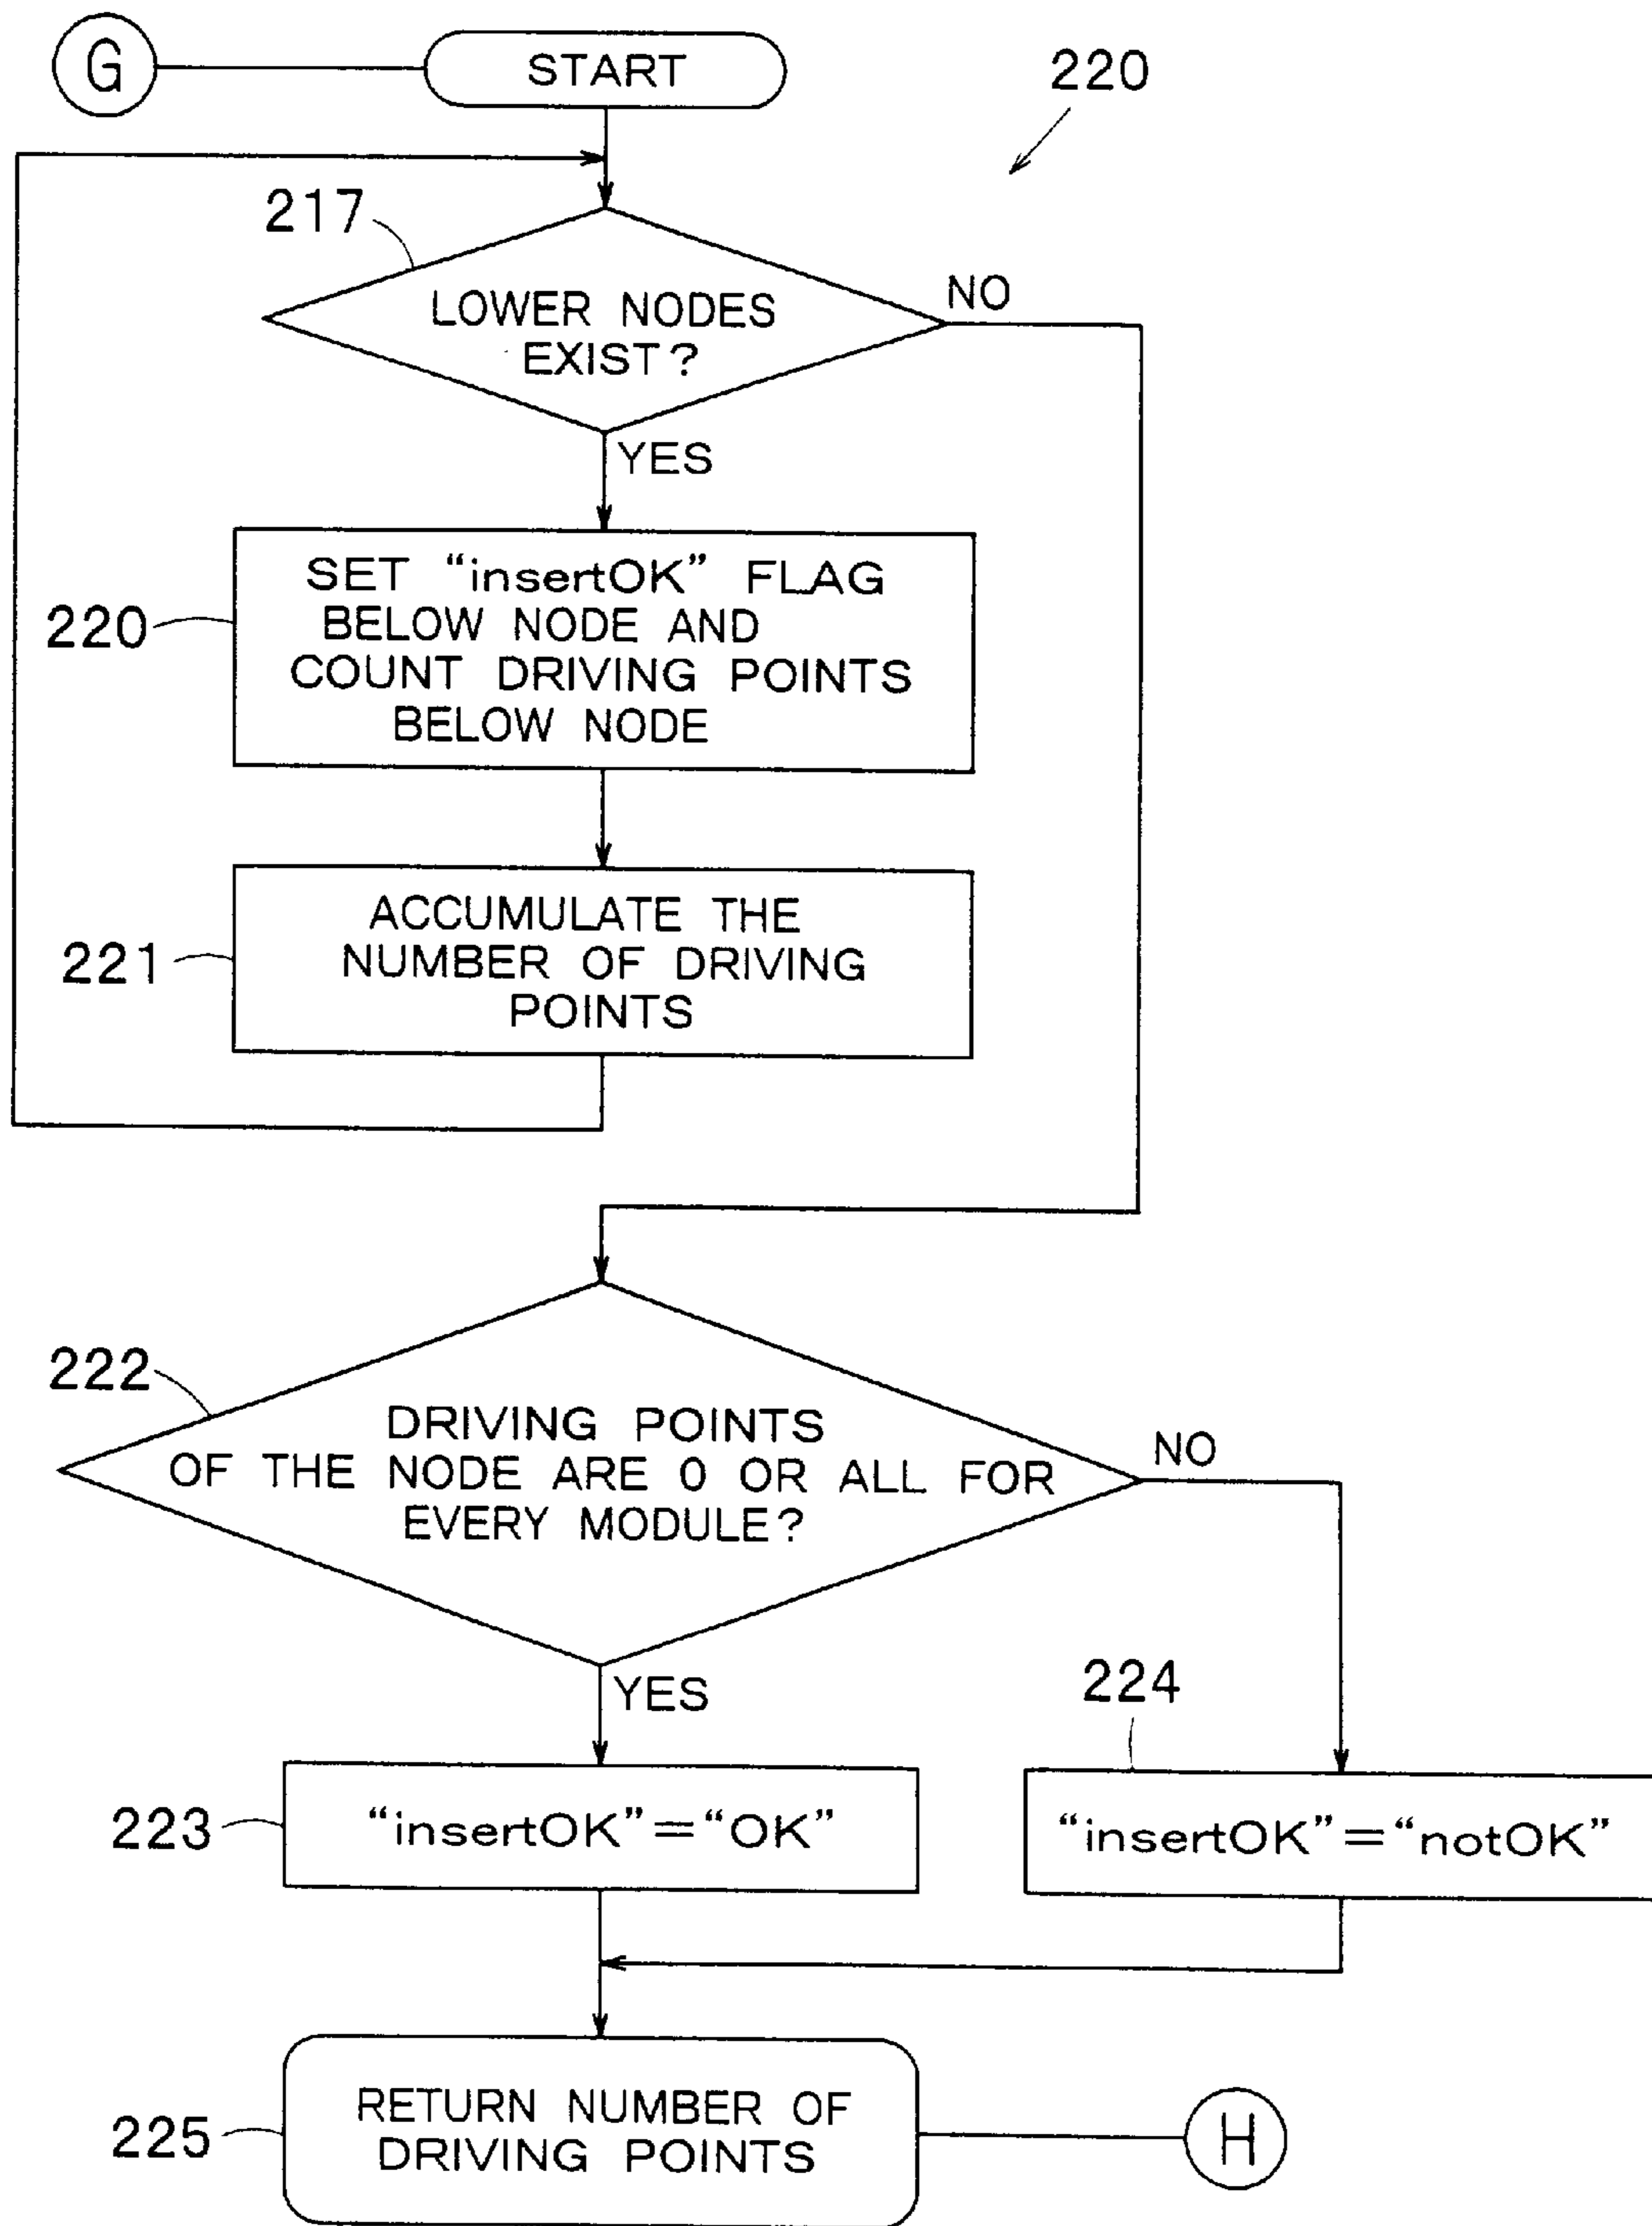 G
START
220
217
LOWER NODES
EXIST?
NO
YES
220
SET “insertOK” FLAG
BELOW NODE AND
COUNT DRIVING POINTS
BELOW NODE
221
ACCUMULATE THE
NUMBER OF DRIVING
POINTS
222
DRIVING POINTS
OF THE NODE ARE 0 OR ALL FOR
EVERY MODULE?
NO
YES
224
223
“insertOK”=“OK”
“insertOK”=“notOK”
225
RETURN NUMBER OF
DRIVING POINTS
H